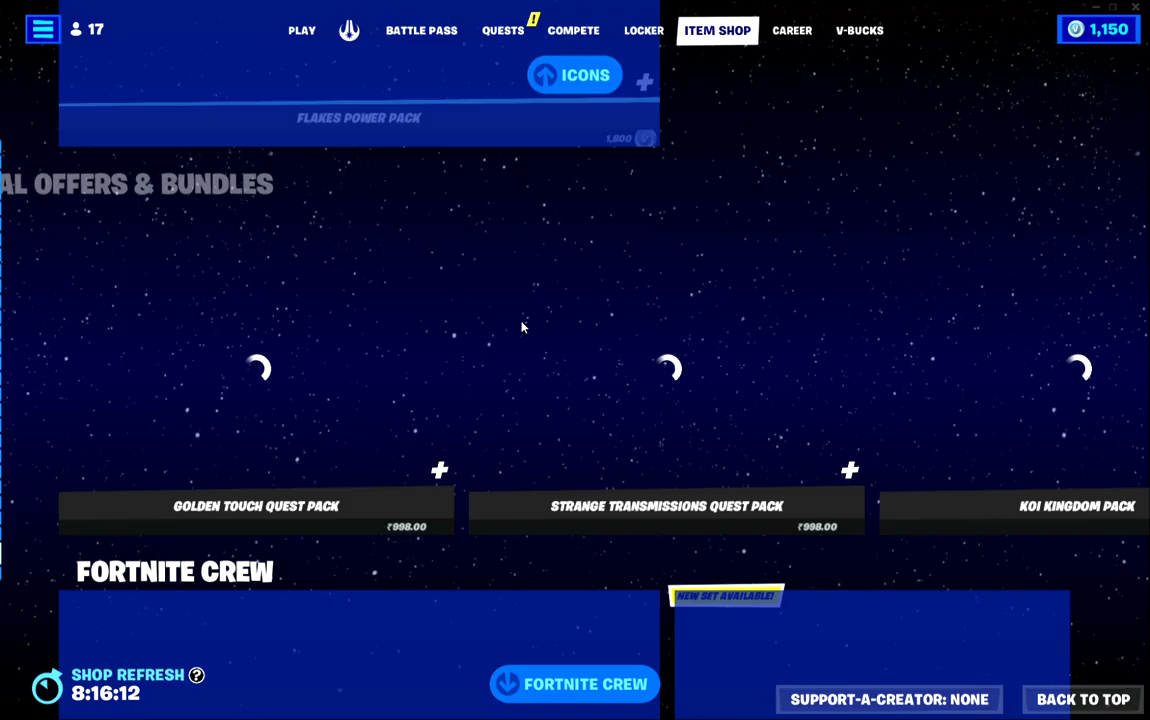 17
PLAY
BATTLE PASS
QUESTS
!
COMPETE
LOCKER
ITEM SHOP
CAREER
V-BUCKS
1,150
ICONS
FLAKES POWER PACK
1,800
AL OFFERS & BUNDLES
GOLDEN TOUCH QUEST PACK
₹998.00
STRANGE TRANSMISSIONS QUEST PACK
₹998.00
KOI KINGDOM PACK
FORTNITE CREW
NEW SET AVAILABLE!
SHOP REFRESH ?
8:16:12
FORTNITE CREW
SUPPORT-A-CREATOR: NONE
BACK TO TOP